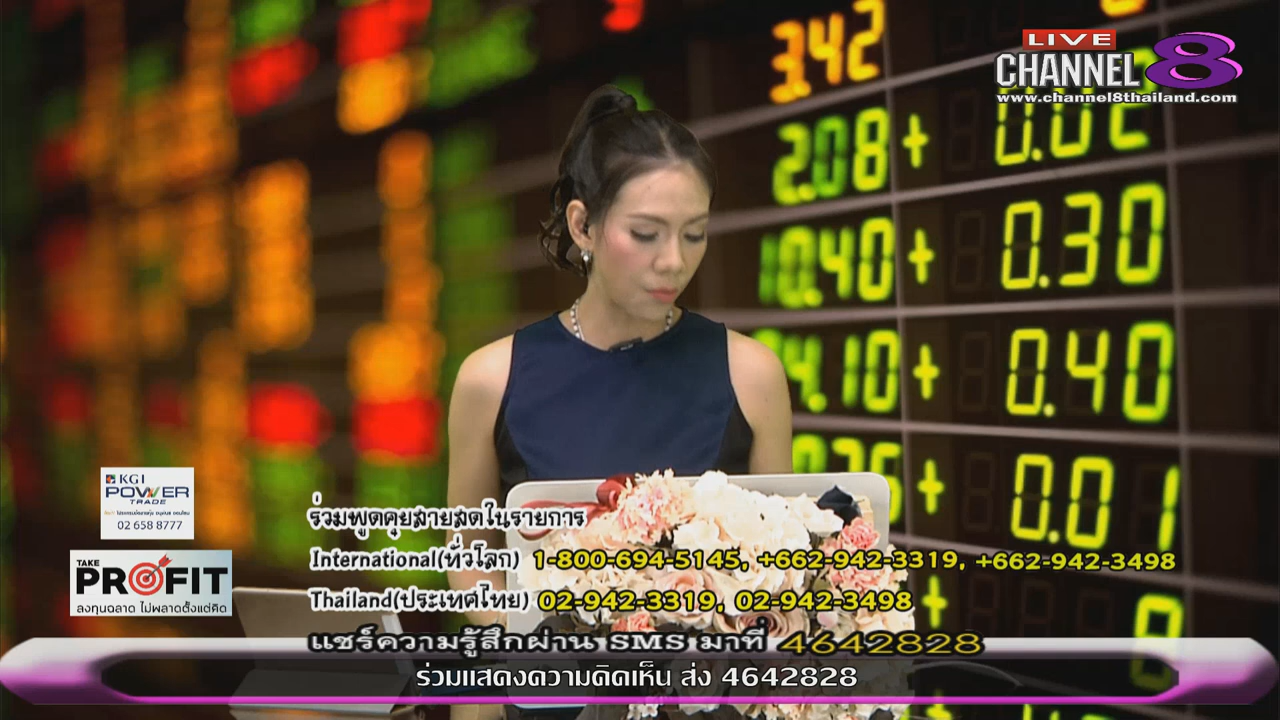 LIVE
CHANNEL 8
www.channel8thailand.com
3.42
2.08 + 0.02
10.40 + 0.30
4.10 + 0.40
+ 0.01
+
KGI
POWER
TRADE
02 658 8777
TAKE
PROFIT
ลงทุนฉลาด ไม่พลาดตั้งแต่คิด
ร่วมพูดคุยสายสดในรายการ
International(ทั่วโลก) 1-800-694-5145, +662-942-3319, +662-942-3498
Thailand(ประเทศไทย) 02-942-3319, 02-942-3498
แชร์ความรู้สึกผ่าน SMS มาที่ 4642828
ร่วมแสดงความคิดเห็น ส่ง 4642828